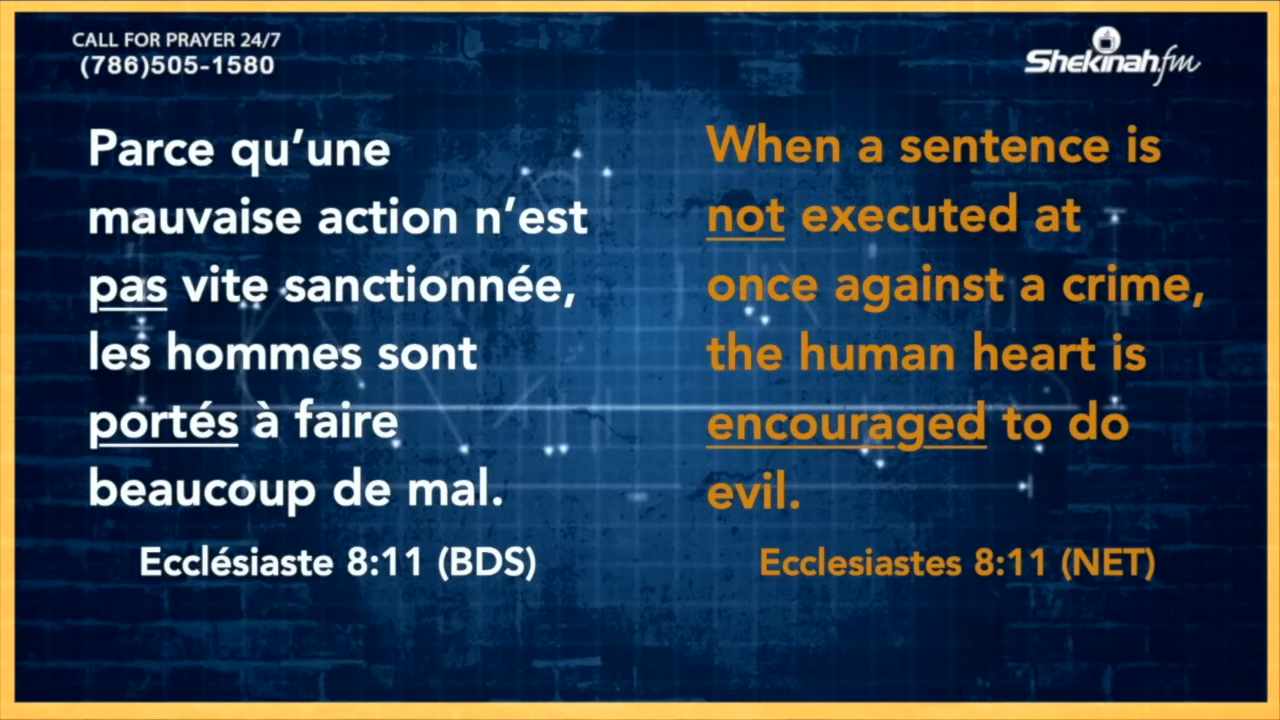 CALL FOR PRAYER 24/7
(786)505-1580
Shekinah.fm
Parce qu’une
mauvaise action n’est
pas vite sanctionnée,
les hommes sont
portés à faire
beaucoup de mal.
Ecclésiaste 8:11 (BDS)
When a sentence is
not executed at
once against a crime,
the human heart is
encouraged to do
evil.
Ecclesiastes 8:11 (NET)